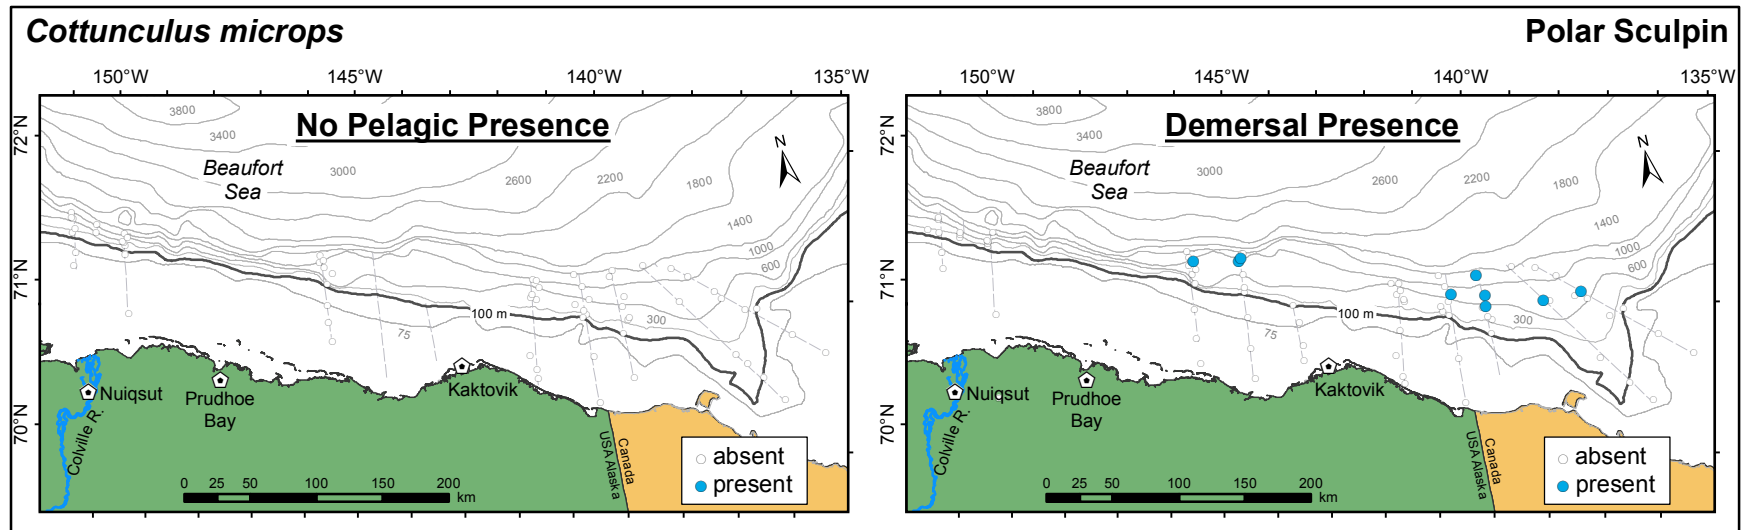 Cottunculus microps
Polar Sculpin
150°W
145°W
140°W
135°W
72°N
71°N
70°N
No Pelagic Presence
Beaufort
Sea
N
3800
3400
3000
2600
2200
1800
1400
1000
600
300
100 m
75
Nuiqsut
Prudhoe
Bay
Kaktovik
Colville R.
USA Alaska
Canada
0 25 50 100 150 200
km
absent
present
150°W
145°W
140°W
135°W
72°N
71°N
70°N
Demersal Presence
Beaufort
Sea
N
3800
3400
3000
2600
2200
1800
1400
1000
600
300
100 m
75
Nuiqsut
Prudhoe
Bay
Kaktovik
Colville R.
USA Alaska
Canada
0 25 50 100 150 200
km
absent
present